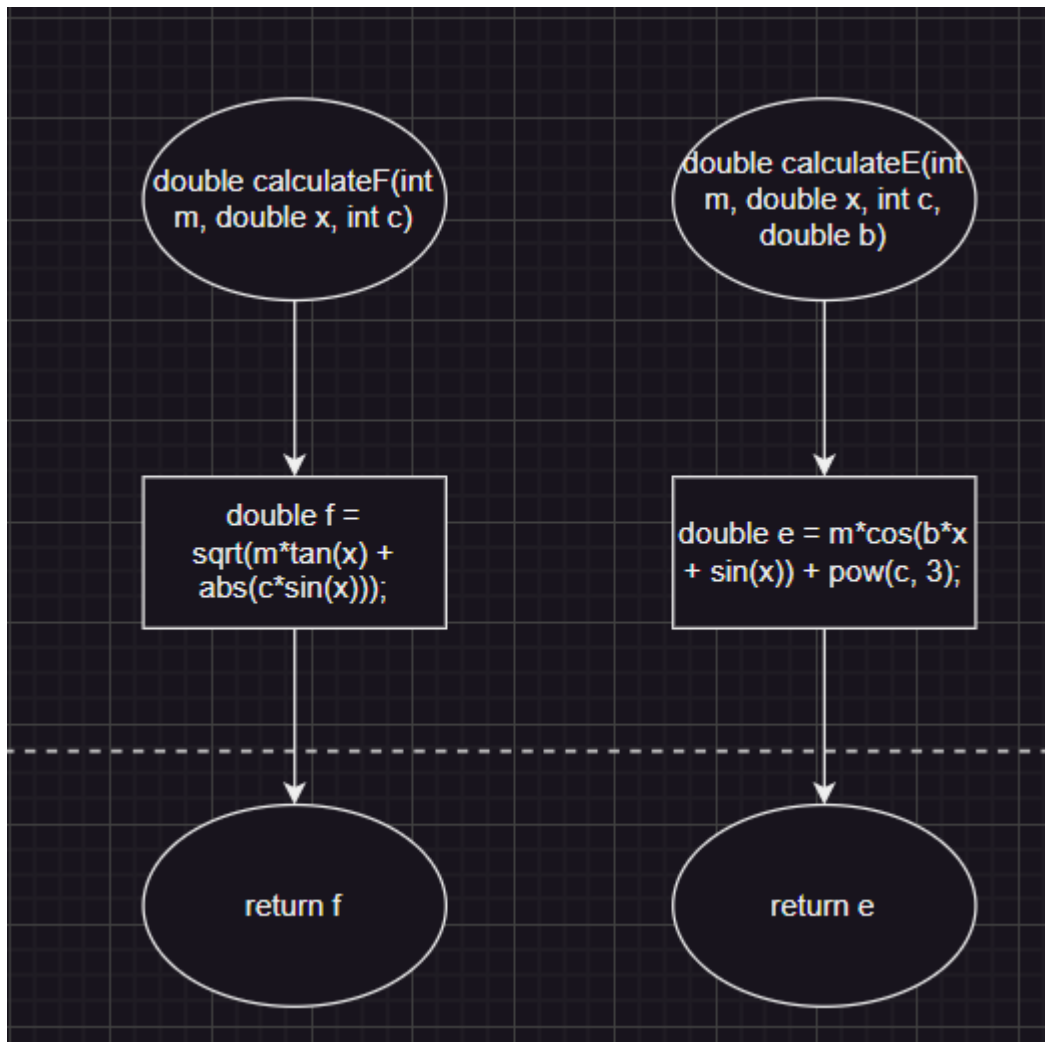 double calculateF(int
m, double x, int c)
double f =
sqrt(m*tan(x) +
abs(c*sin(x)));
return f
double calculateE(int
m, double x, int c,
double b)
double e = m*cos(b*x
+ sin(x)) + pow(c, 3);
return e